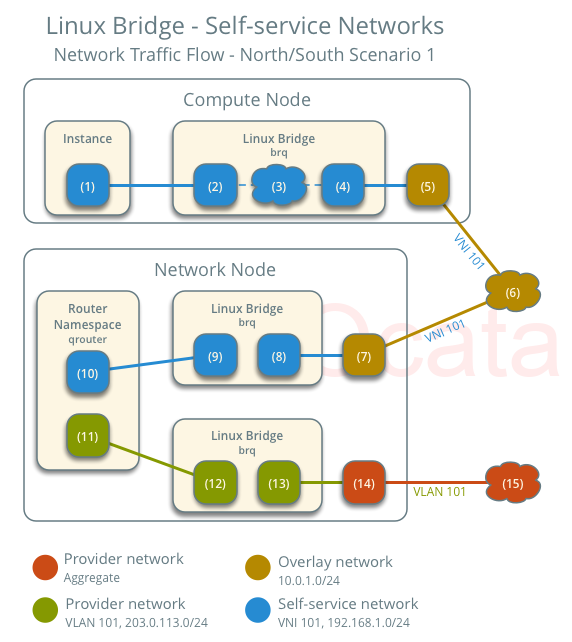 Linux Bridge - Self-service Networks
Network Traffic Flow - North/South Scenario 1
Compute Node
Instance
Linux Bridge
brq
(1)
(2)
(3)
(4)
(5)
VNI 101
(6)
Network Node
Router
Namespace
qrouter
Linux Bridge
brq
VNI 101
Ocata
(10)
(9)
(8)
(7)
(11)
Linux Bridge
brq
(12)
(13)
(14)
VLAN 101
(15)
Provider network
Aggregate
Overlay network
10.0.1.0/24
Provider network
VLAN 101, 203.0.113.0/24
Self-service network
VNI 101, 192.168.1.0/24